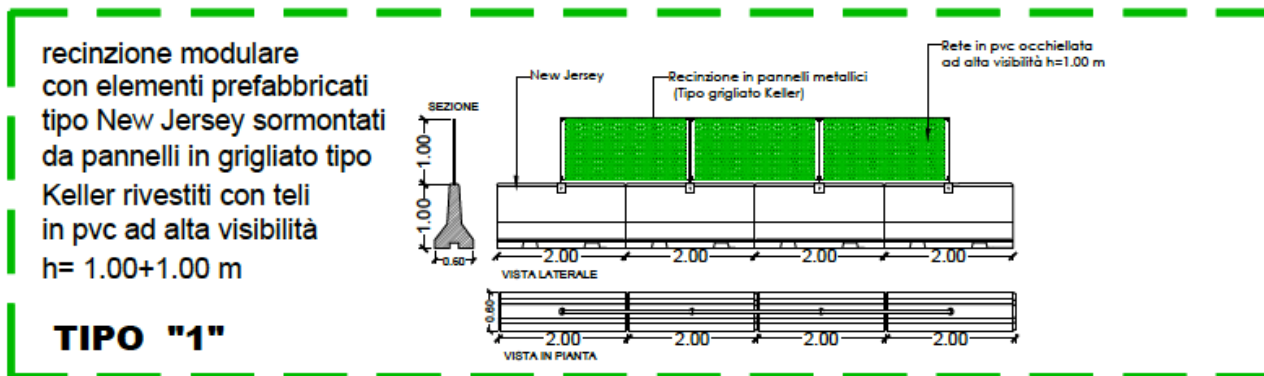 recinzione modulare
con elementi prefabbricati
tipo New Jersey sormontati
da pannelli in grigliato tipo
Keller rivestiti con teli
in pvc ad alta visibilità
h= 1.00+1.00 m
TIPO "1"
SEZIONE
1.00
1.00
0.60
New Jersey
Recinzione in pannelli metallici
(Tipo grigliato Keller)
Rete in pvc occhiellata
ad alta visibilità h=1.00 m
2.00 2.00 2.00 2.00
VISTA LATERALE
0.60
2.00 2.00 2.00 2.00
VISTA IN PIANTA